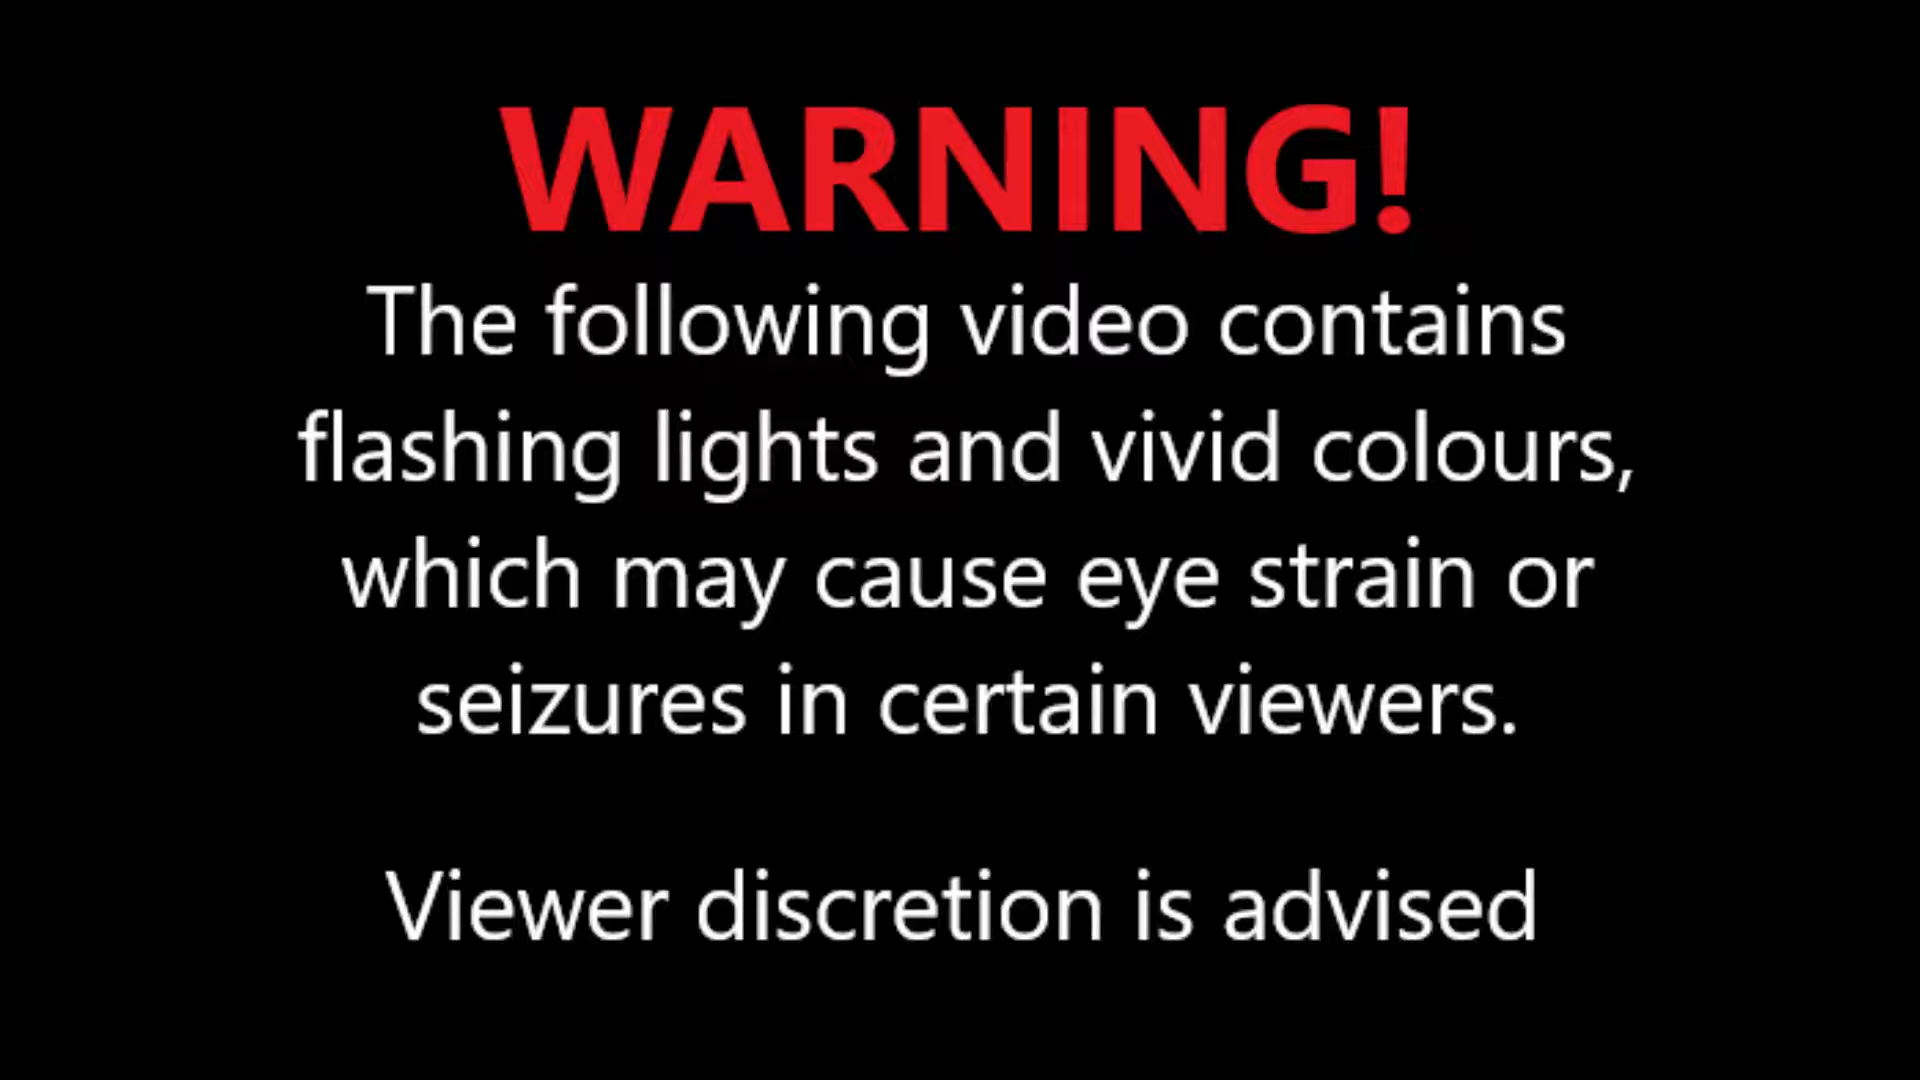 WARNING!
The following video contains
flashing lights and vivid colours,
which may cause eye strain or
seizures in certain viewers.
Viewer discretion is advised